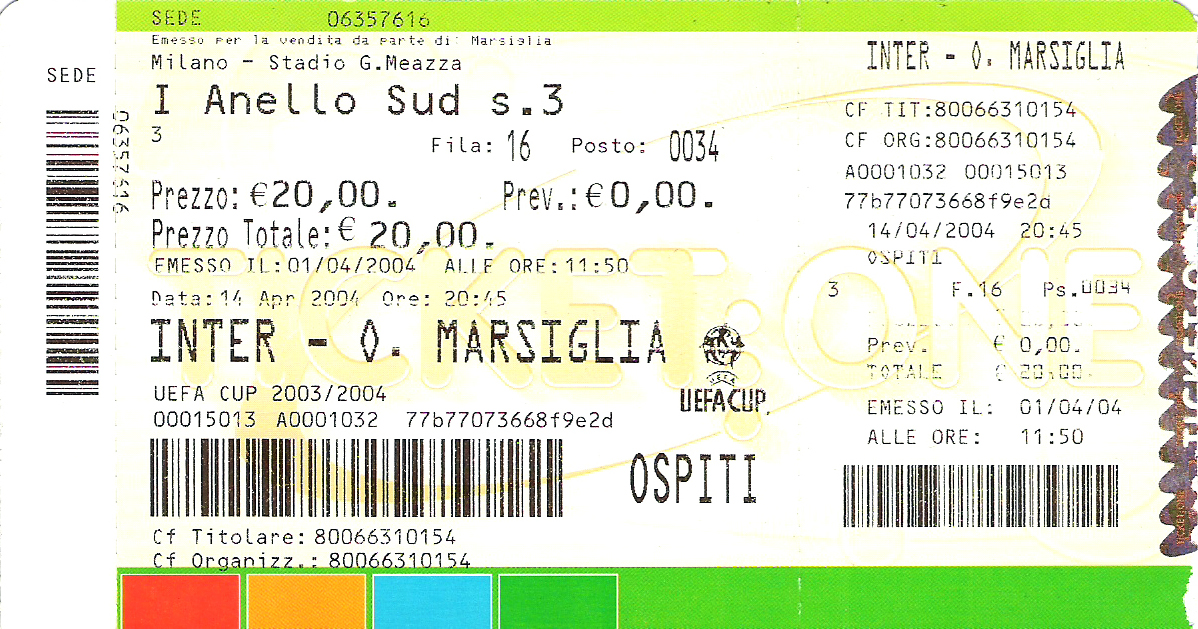 SEDE
06357616
SEDE 06357616
Emesso per la vendita da parte di: Marsiglia
Milano - Stadio G.Meazza
I Anello Sud s.3
3
Fila: 16 Posto: 0034
Prezzo: €20,00.
Prev.: €0,00.
Prezzo Totale: € 20,00.
EMESSO IL:01/04/2004 ALLE ORE:11:50
Data:14 Apr 2004 Ore: 20:45
INTER - O. MARSIGLIA
UEFA
UEFA CUP.
UEFA CUP 2003/2004
00015013 A0001032 77b77073668f9e2d
OSPITI
Cf Titolare:80066310154
Cf Organizz.:80066310154
TICKET:ONE
INTER - O. MARSIGLIA
CF TIT:80066310154
CF ORG:80066310154
A0001032 00015013
77b77073668f9e2d
14/04/2004 20:45
OSPITI
3 F.16 Ps.0034
Prev. € 0,00.
TOTALE € 20,00.
EMESSO IL: 01/04/04
ALLE ORE: 11:50